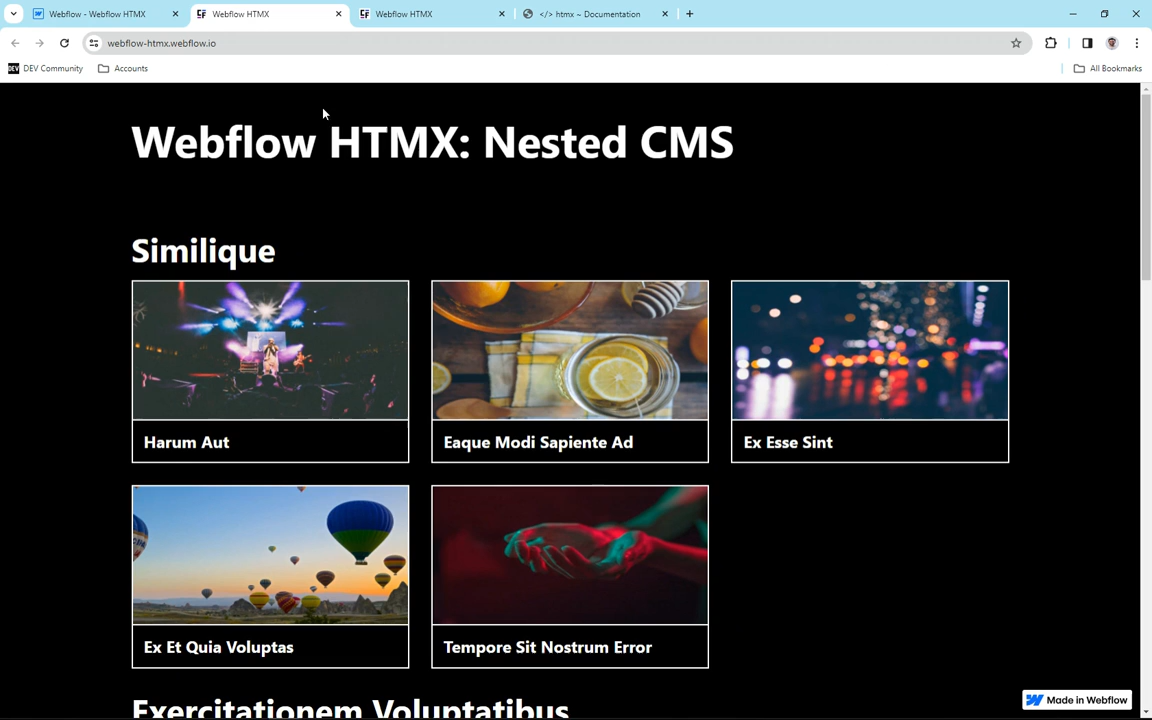 Webflow - Webflow HTMX
Webflow HTMX
Webflow HTMX
</> htmx ~ Documentation
webflow-htmx.webflow.io
DEV DEV Community
Accounts
All Bookmarks
Webflow HTMX: Nested CMS
Similique
Harum Aut
Eaque Modi Sapiente Ad
Ex Esse Sint
Ex Et Quia Voluptas
Tempore Sit Nostrum Error
Exercitationem Voluptatibus
Made in Webflow